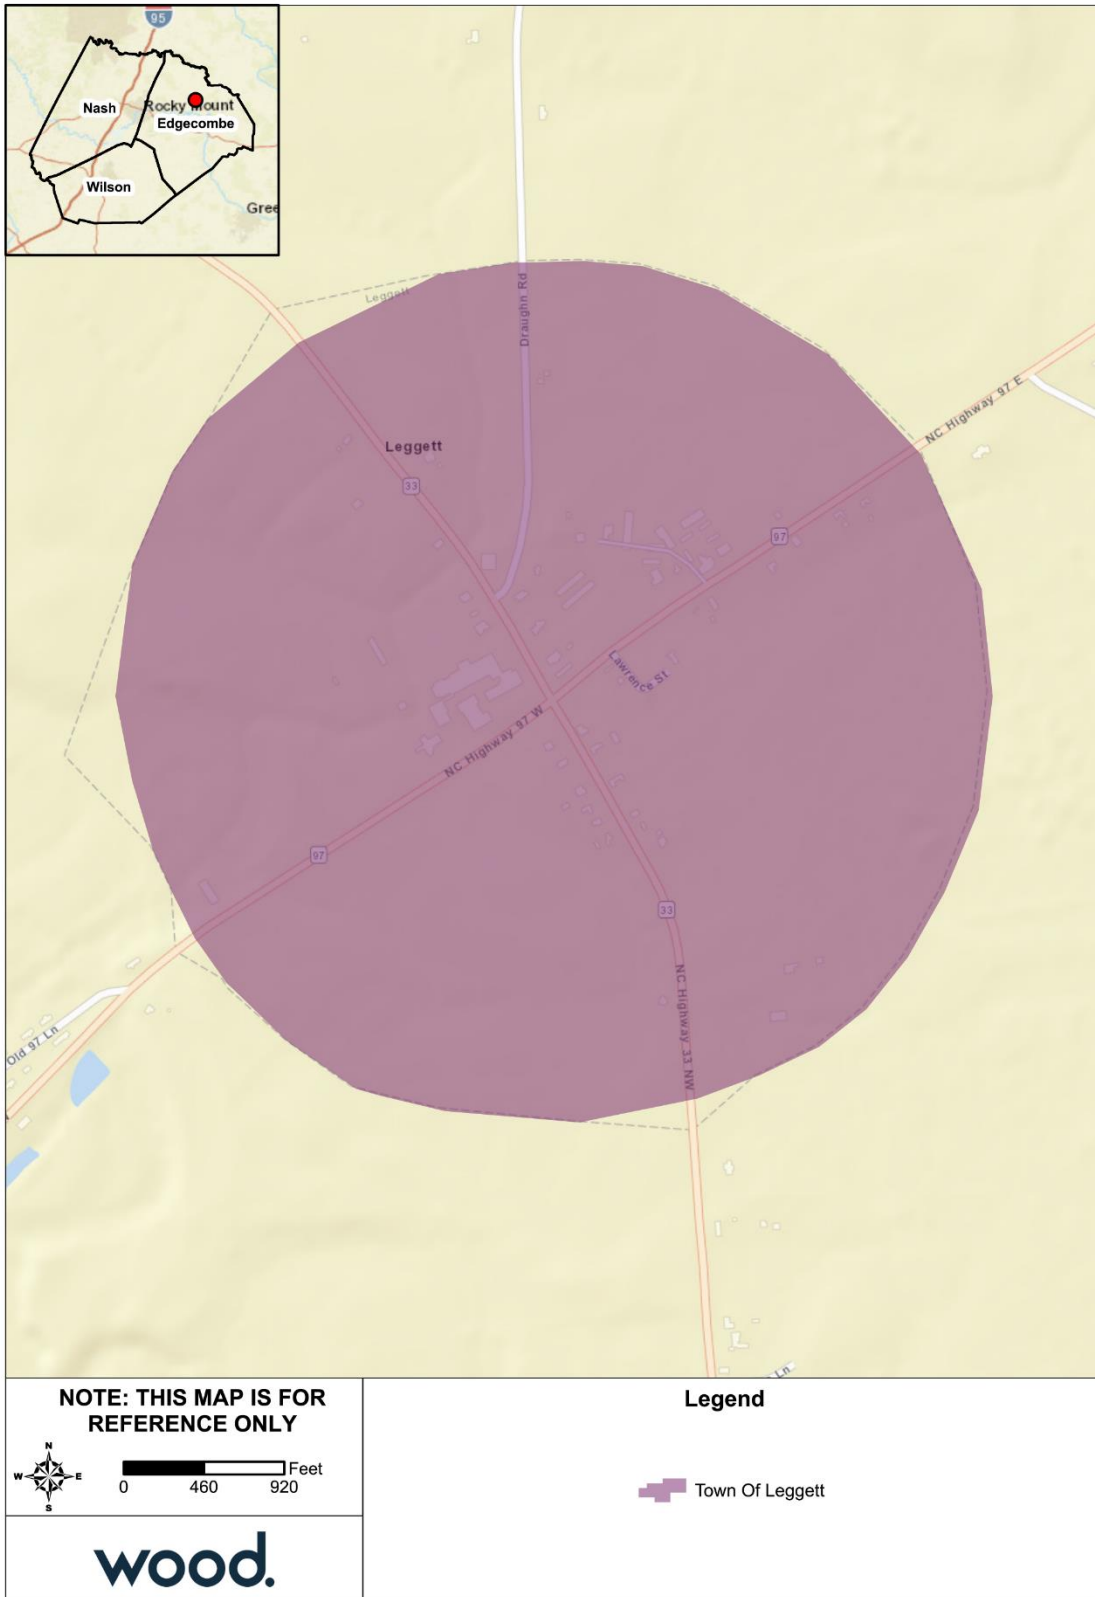 95
Nash
Rocky Mount
Edgecombe
Wilson
Gree
Leggett
Draughn Rd
NC Highway 97 E
Leggett
33
97
Lawrence St
NC Highway 97 W
97
33
NC Highway 33 NW
Old 97 Ln
Ln
NOTE: THIS MAP IS FOR
REFERENCE ONLY
N
W E
S
Feet
0 460 920
wood.
Legend
Town Of Leggett